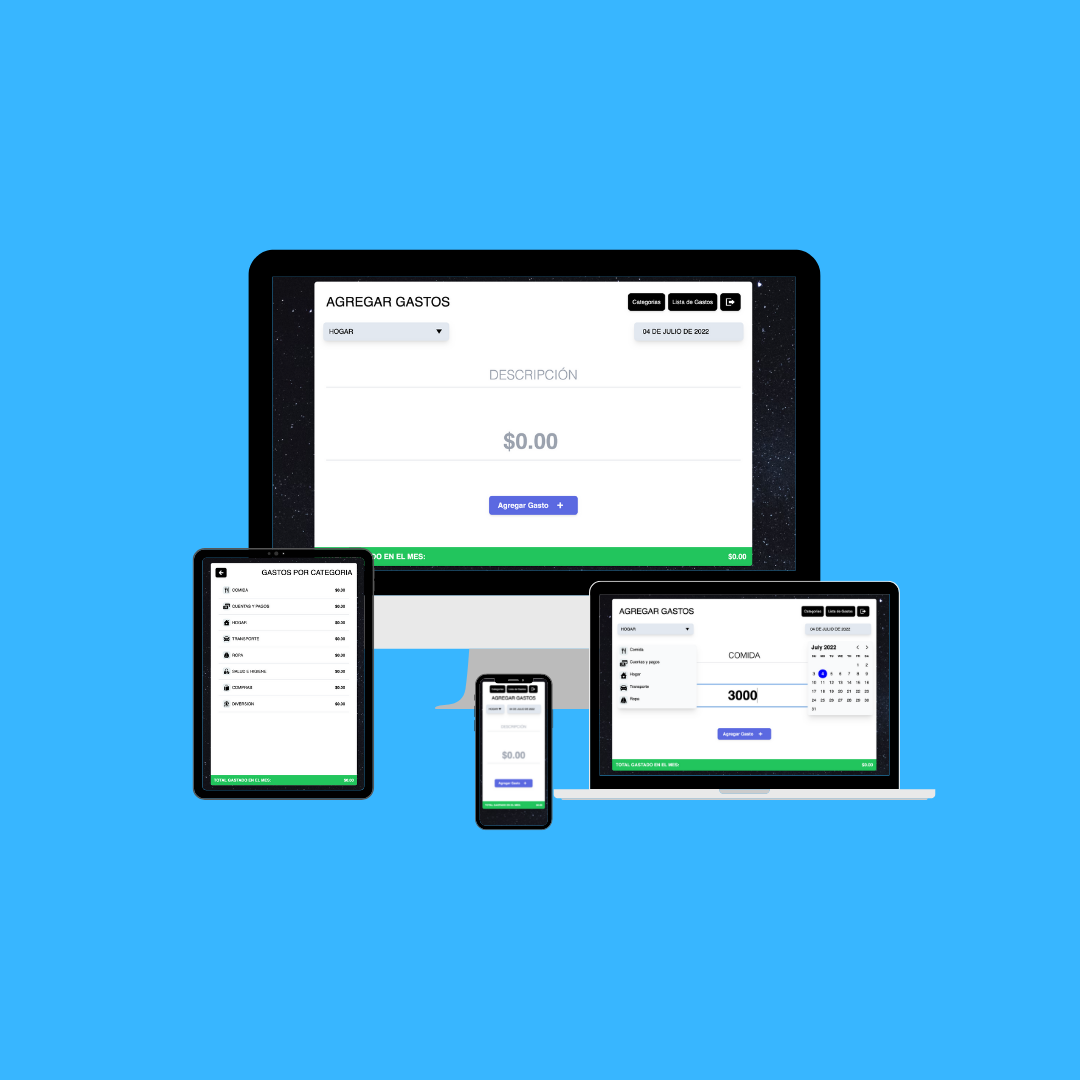 AGREGAR GASTOS
Categorias
Lista de Gastos
HOGAR
04 DE JULIO DE 2022
DESCRIPCIÓN
$0.00
Agregar Gasto +
DO EN EL MES:
$0.00
GASTOS POR CATEGORIA
COMIDA $0.00
CUENTAS Y PAGOS $0.00
HOGAR $0.00
TRANSPORTE $0.00
ROPA $0.00
SALUD E HIGIENE $0.00
COMPRAS $0.00
DIVERSION $0.00
TOTAL GASTADO EN EL MES: $0.00
Categorias
Lista de Gastos
AGREGAR GASTOS
HOGAR
04 DE JULIO DE 2022
DESCRIPCIÓN
$0.00
Agregar Gasto +
TOTAL GASTADO EN EL MES: $0.00
AGREGAR GASTOS
Categorias
Lista de Gastos
HOGAR
04 DE JULIO DE 2022
Comida
Cuentas y pagos
Hogar
Transporte
Ropa
COMIDA
3000
Agregar Gasto +
July 2022
SU MO TU WE TH FR SA
1 2
3 4 5 6 7 8 9
10 11 12 13 14 15 16
17 18 19 20 21 22 23
24 25 26 27 28 29 30
31
TOTAL GASTADO EN EL MES: $0.00